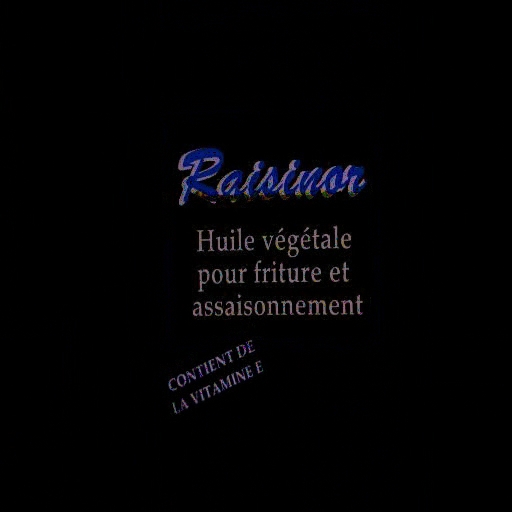 Raisinor
Huile végétale
pour friture et
assaisonnement
CONTIENT DE
LA VITAMINE E